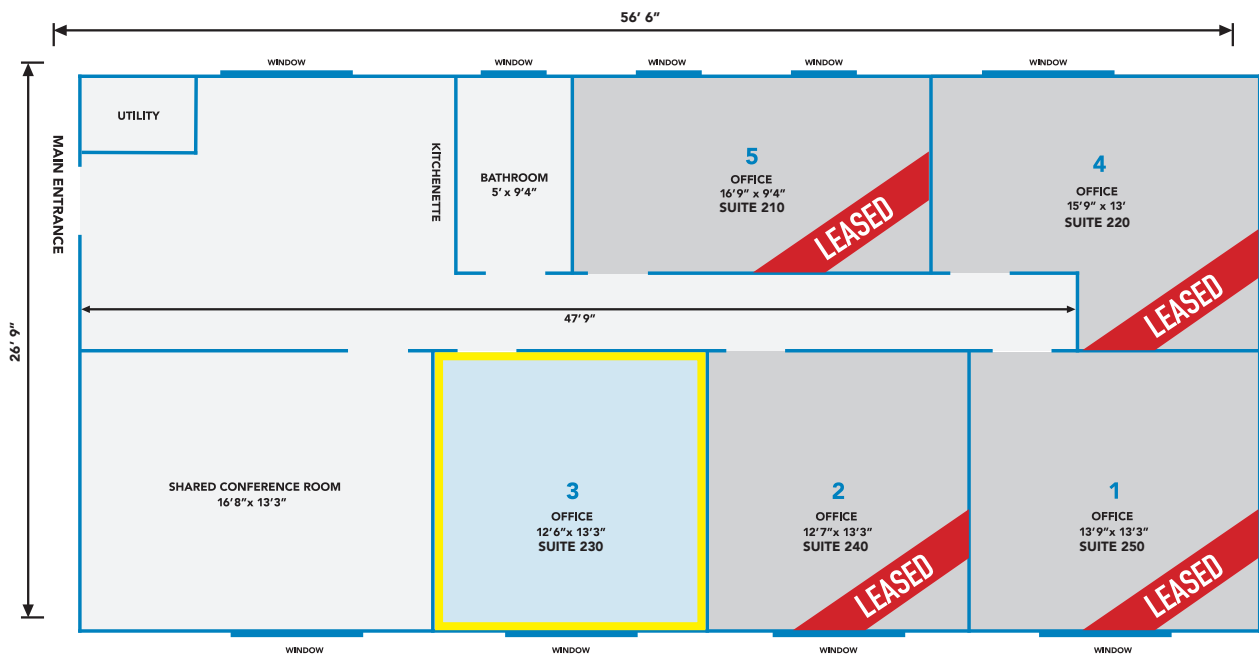 56’ 6”
WINDOW
WINDOW
WINDOW
WINDOW
WINDOW
UTILITY
MAIN ENTRANCE
KITCHENETTE
BATHROOM
5’ x 9’4”
5
OFFICE
16’9” x 9’4”
SUITE 210
LEASED
4
OFFICE
15’9” x 13’
SUITE 220
LEASED
47’ 9”
26’ 9”
SHARED CONFERENCE ROOM
16’8”x 13’3”
3
OFFICE
12’6”x 13’3”
SUITE 230
2
OFFICE
12’7”x 13’3”
SUITE 240
LEASED
1
OFFICE
13’9”x 13’3”
SUITE 250
LEASED
WINDOW
WINDOW
WINDOW
WINDOW